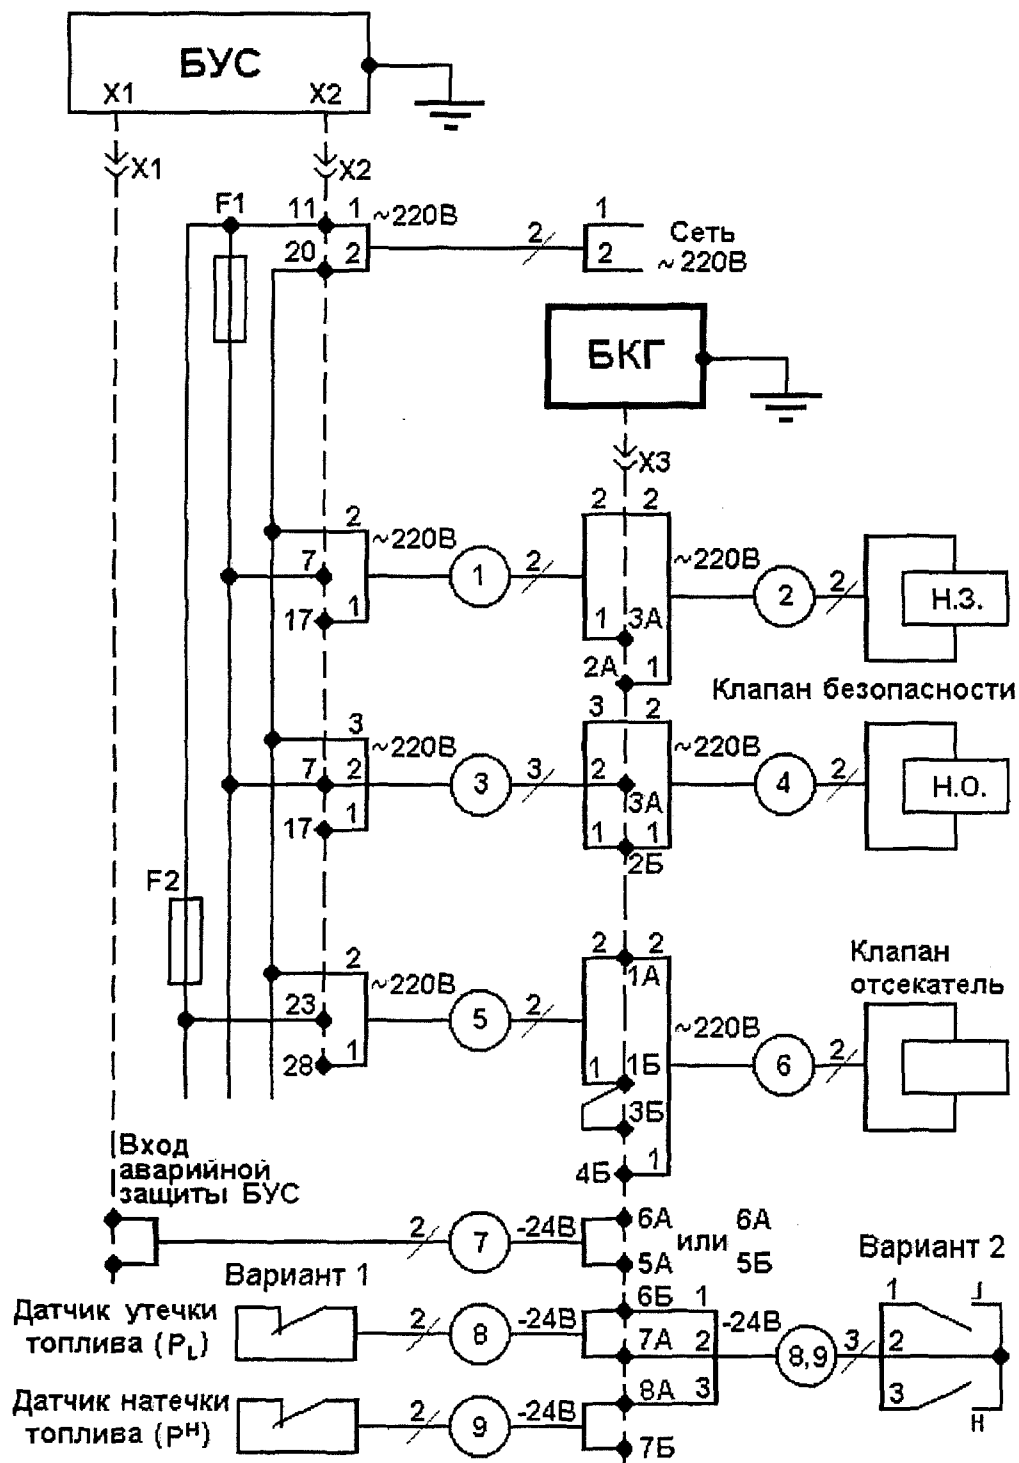 БУС
X1 X2
X1 X2
F1 11 1 ~220В 1
20 2 2 2 Сеть
~220В
БКГ
X3
2 2 2
~220В ~220В
7 1 2 2 2 Н.З.
17 1 1 3А
2А 1
Клапан безопасности
3 3 2
~220В ~220В
7 2 3 3 2 4 2 Н.О.
3А
17 1 1 1
2Б
F2
2 2 2
1А
Клапан
отсекатель
~220В
23 5 2 ~220В
28 1 1 1Б 6 2
3Б
4Б 1
Вход
аварийной
защиты БУС
2 7 -24В 6А или 6А
5А 5Б
Вариант 1 Вариант 2
Датчик утечки
топлива (PL)
2 8 -24В 6Б 1
7А 2 -24В 8,9 3
1 L
2
3 H
Датчик натечки
топлива (PH)
2 9 -24В 8А 3
7Б